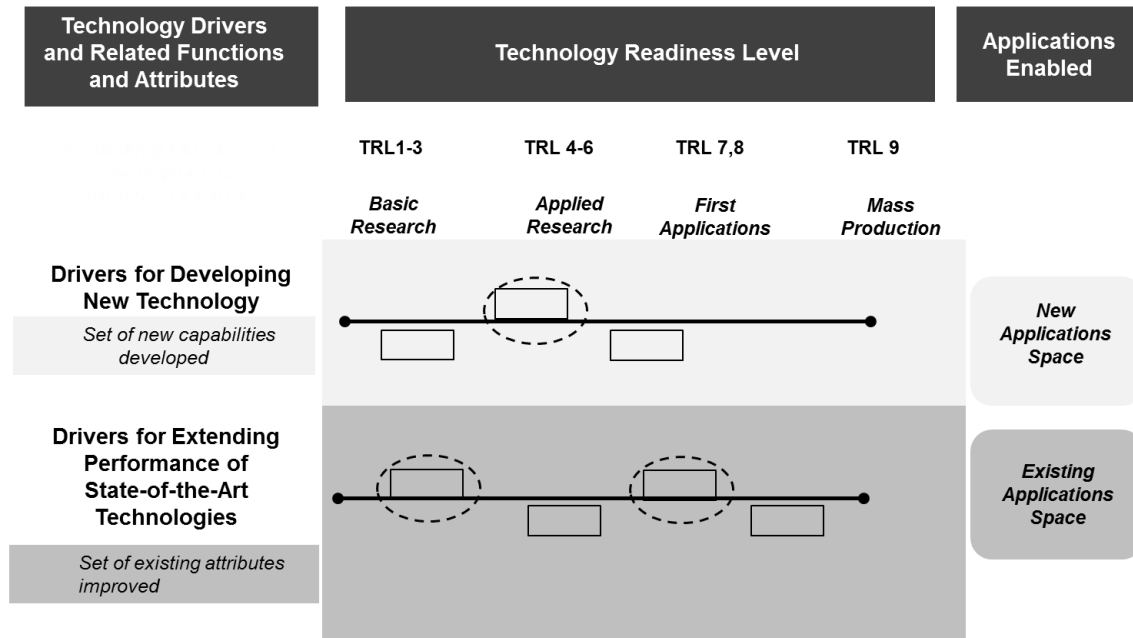 Technology Drivers
and Related Functions
and Attributes
Technology Readiness Level
Applications
Enabled
TRL1-3
TRL 4-6
TRL 7,8
TRL 9
Basic
Research
Applied
Research
First
Applications
Mass
Production
Drivers for Developing
New Technology
Set of new capabilities
developed
New
Applications
Space
Drivers for Extending
Performance of
State-of-the-Art
Technologies
Set of existing attributes
improved
Existing
Applications
Space